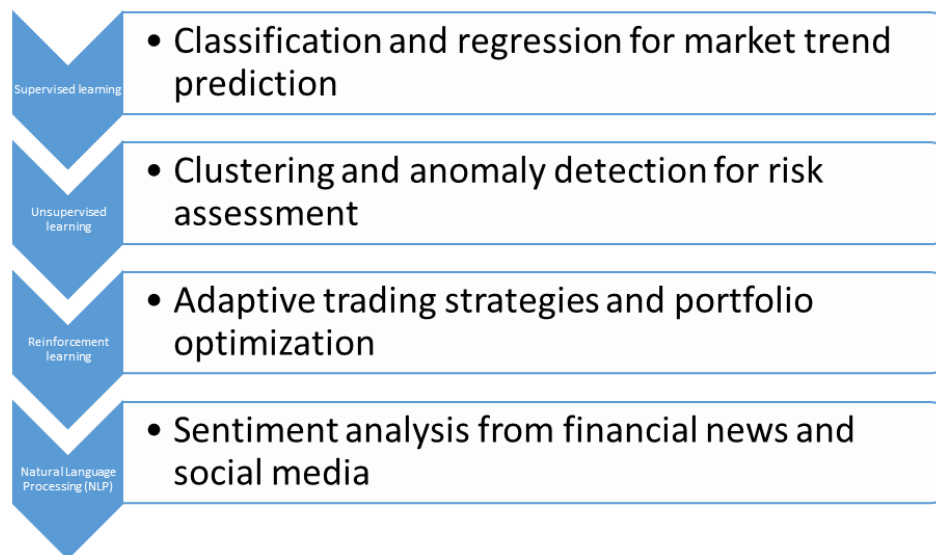 Supervised learning
• Classification and regression for market trend
prediction
Unsupervised
learning
• Clustering and anomaly detection for risk
assessment
Reinforcement
learning
• Adaptive trading strategies and portfolio
optimization
Natural Language
Processing (NLP)
• Sentiment analysis from financial news and
social media